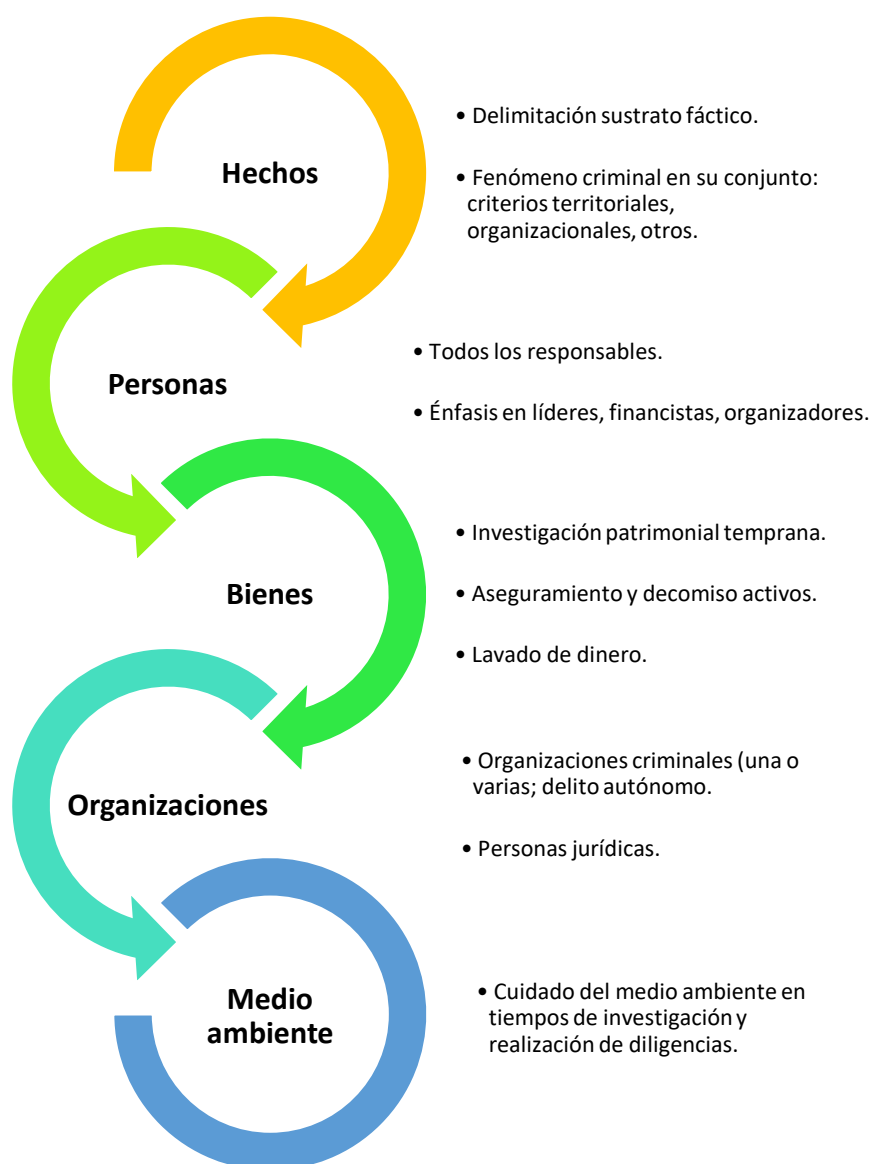 Hechos
• Delimitación sustrato fáctico.
• Fenómeno criminal en su conjunto:
criterios territoriales,
organizacionales, otros.
Personas
• Todos los responsables.
• Énfasis en líderes, financistas, organizadores.
Bienes
• Investigación patrimonial temprana.
• Aseguramiento y decomiso activos.
• Lavado de dinero.
Organizaciones
• Organizaciones criminales (una o
varias; delito autónomo.
• Personas jurídicas.
Medio
ambiente
• Cuidado del medio ambiente en
tiempos de investigación y
realización de diligencias.